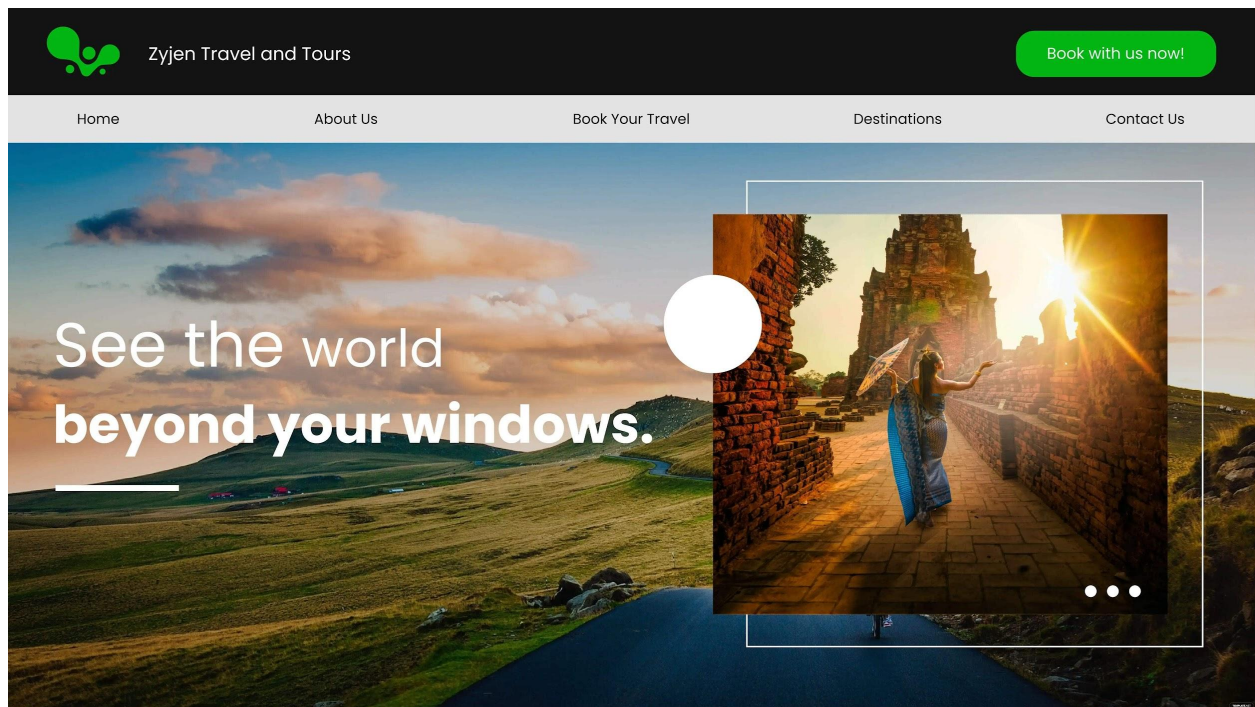 Zyjen Travel and Tours
Book with us now!
Home
About Us
Book Your Travel
Destinations
Contact Us
See the world
beyond your windows.